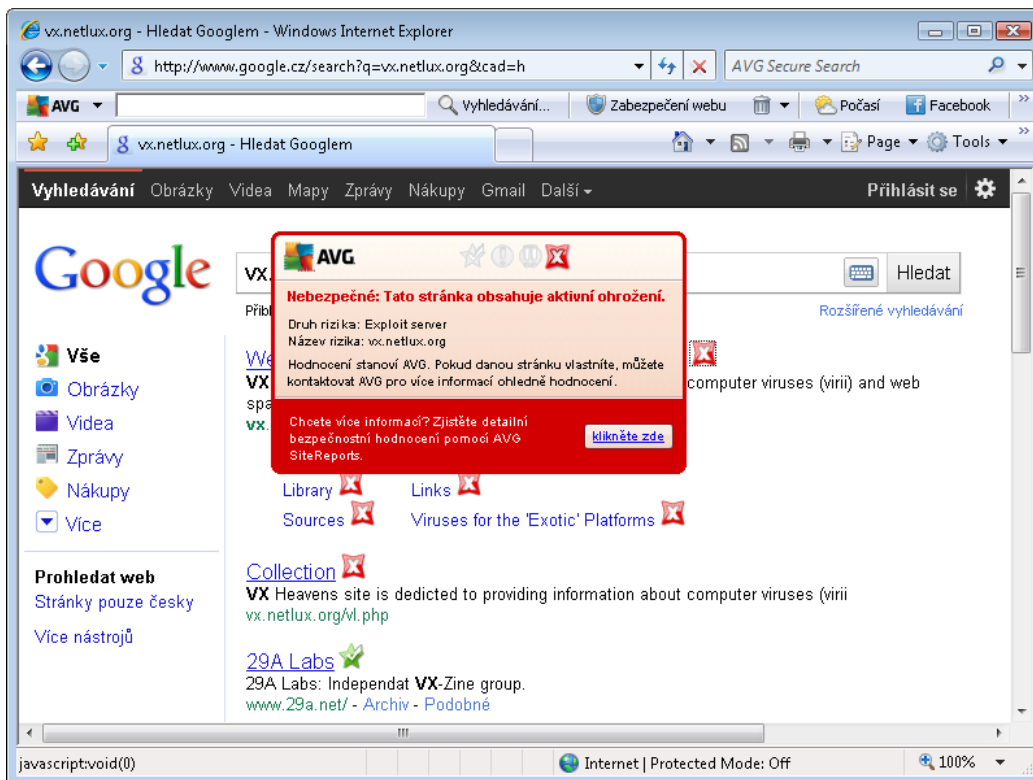 vx.netlux.org - Hledat Googlem - Windows Internet Explorer
http://www.google.cz/search?q=vx.netlux.org&cad=h
AVG Secure Search
AVG
Vyhledávání...
Zabezpečení webu
Počasí
Facebook
vx.netlux.org - Hledat Googlem
Page
Tools
Vyhledávání Obrázky Videa Mapy Zprávy Nákupy Gmail Další
Přihlásit se
Google
vx.
Hledat
Přibl
Rozšířené vyhledávání
AVG
Nebezpečné: Tato stránka obsahuje aktivní ohrožení.
Druh rizika: Exploit server
Název rizika: vx.netlux.org
Hodnocení stanoví AVG. Pokud danou stránku vlastníte, můžete
kontaktovat AVG pro více informací ohledně hodnocení.
Chcete více informací? Zjistěte detailní
bezpečnostní hodnocení pomocí AVG
SiteReports.
klikněte zde
Vše
Obrázky
Videa
Zprávy
Nákupy
Více
Prohledat web
Stránky pouze česky
Více nástrojů
We
VX
computer viruses (virii) and web
spa
vx.
Library
Links
Sources
Viruses for the 'Exotic' Platforms
Collection
VX Heavens site is dedicted to providing information about computer viruses (virii
vx.netlux.org/vl.php
29A Labs
29A Labs: Independat VX-Zine group.
www.29a.net/ - Archiv - Podobné
javascript:void(0)
Internet | Protected Mode: Off
100%